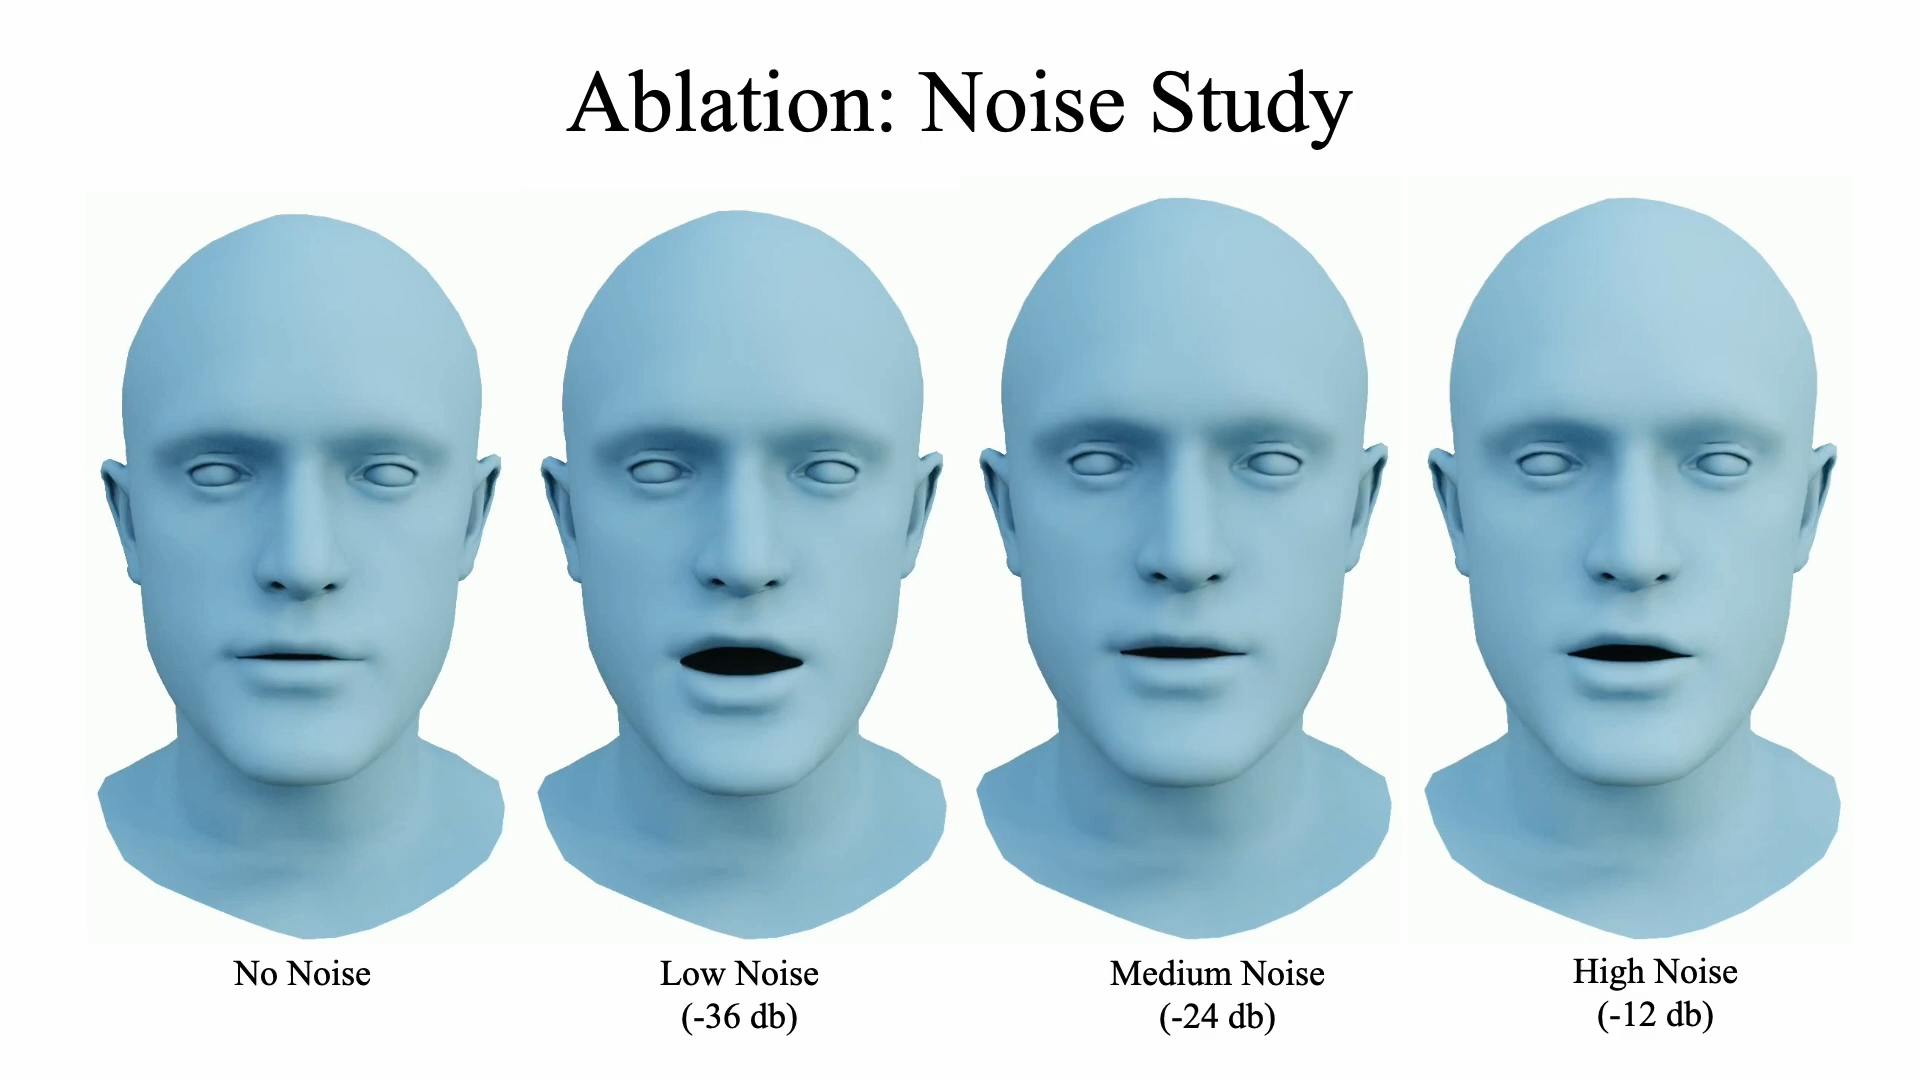 Ablation: Noise Study
No Noise
Low Noise
(-36 db)
Medium Noise
(-24 db)
High Noise
(-12 db)